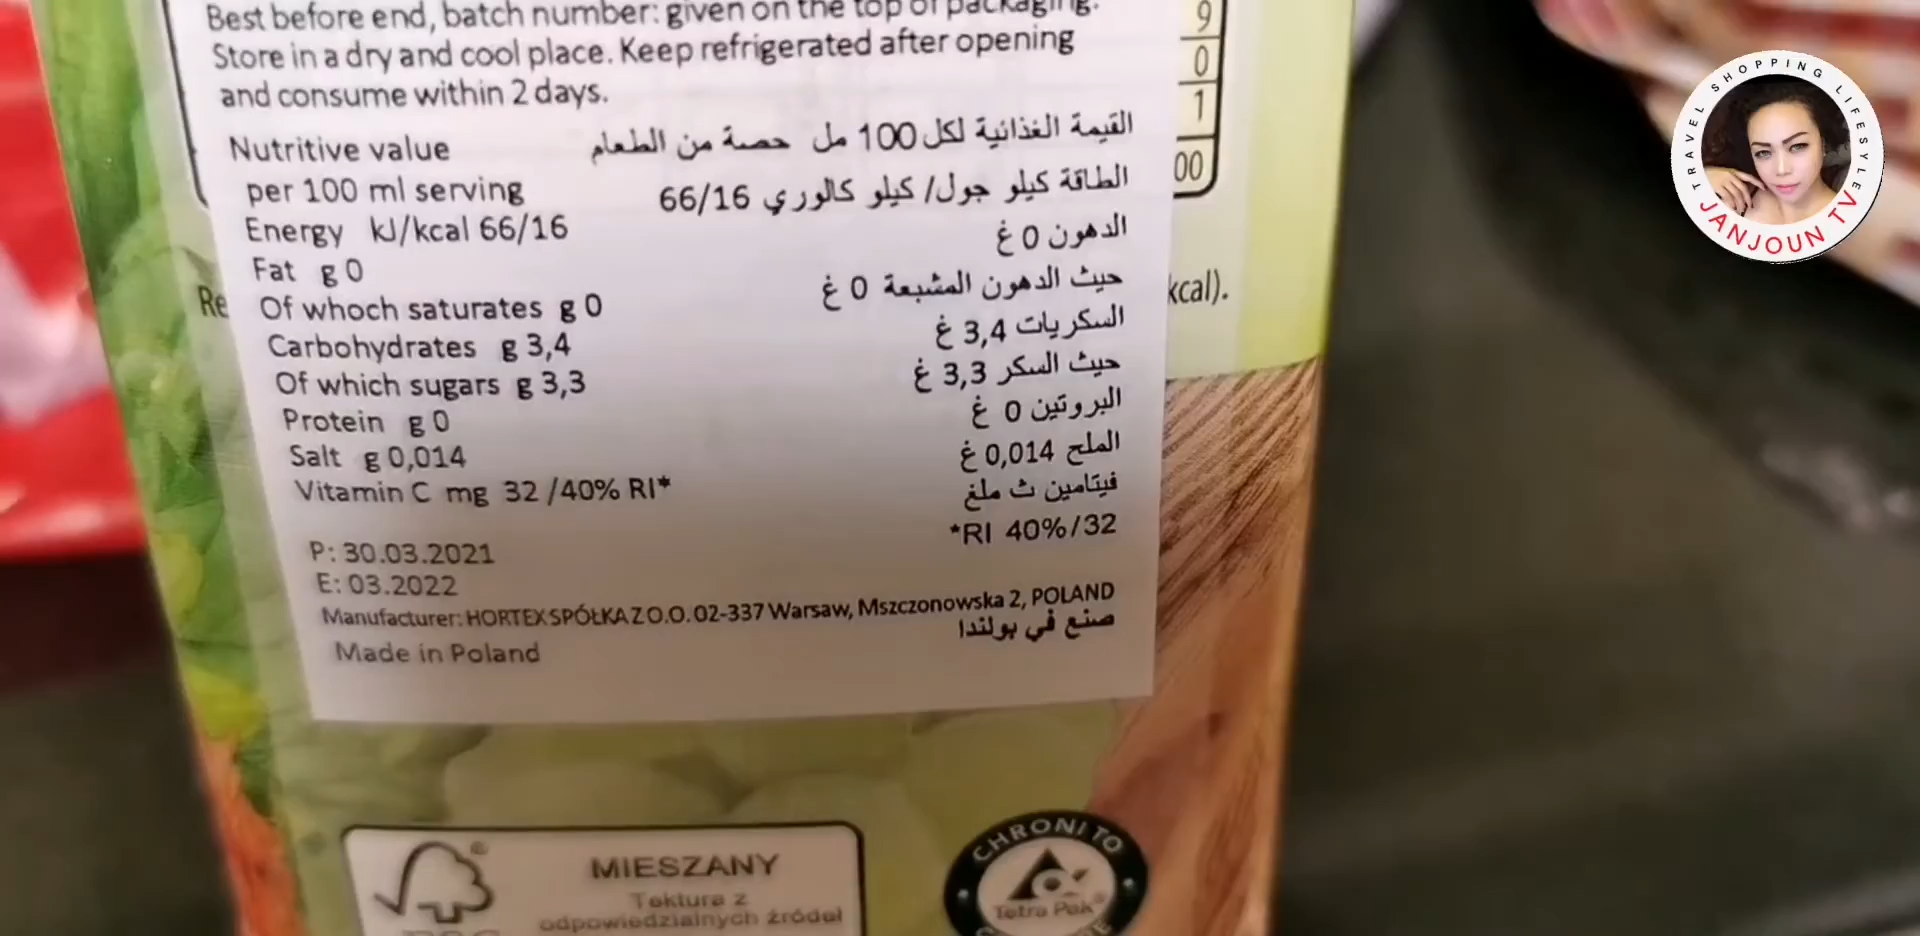 Best before end, batch number: given on the top of packaging.
Store in a dry and cool place. Keep refrigerated after opening
and consume within 2 days.
Nutritive value
per 100 ml serving
Energy kJ/kcal 66/16
Fat g 0
Of whoch saturates g 0
Carbohydrates g 3,4
Of which sugars g 3,3
Protein g 0
Salt g 0,014
Vitamin C mg 32 /40% RI*
القيمة الغذائية لكل 100 مل حصة من الطعام
الطاقة كيلو جول/ كيلو كالوري 66/16
الدهون 0 غ
حيث الدهون المشبعة 0 غ
السكريات 3,4 غ
حيث السكر 3,3 غ
البروتين 0 غ
الملح 0,014 غ
فيتامين ث ملغ
*RI 40%/32
P: 30.03.2021
E: 03.2022
Manufacturer: HORTEX SPÓŁKA Z O.O. 02-337 Warsaw, Mszczonowska 2, POLAND
صنع في بولندا
Made in Poland
9
0
1
00
Re
kcal).
MIESZANY
Tektura z
odpowiedzialnych źródeł
CHRONI TO
Tetra Pak®
TRAVEL SHOPPING LIFESYLE
JANJOUN TV